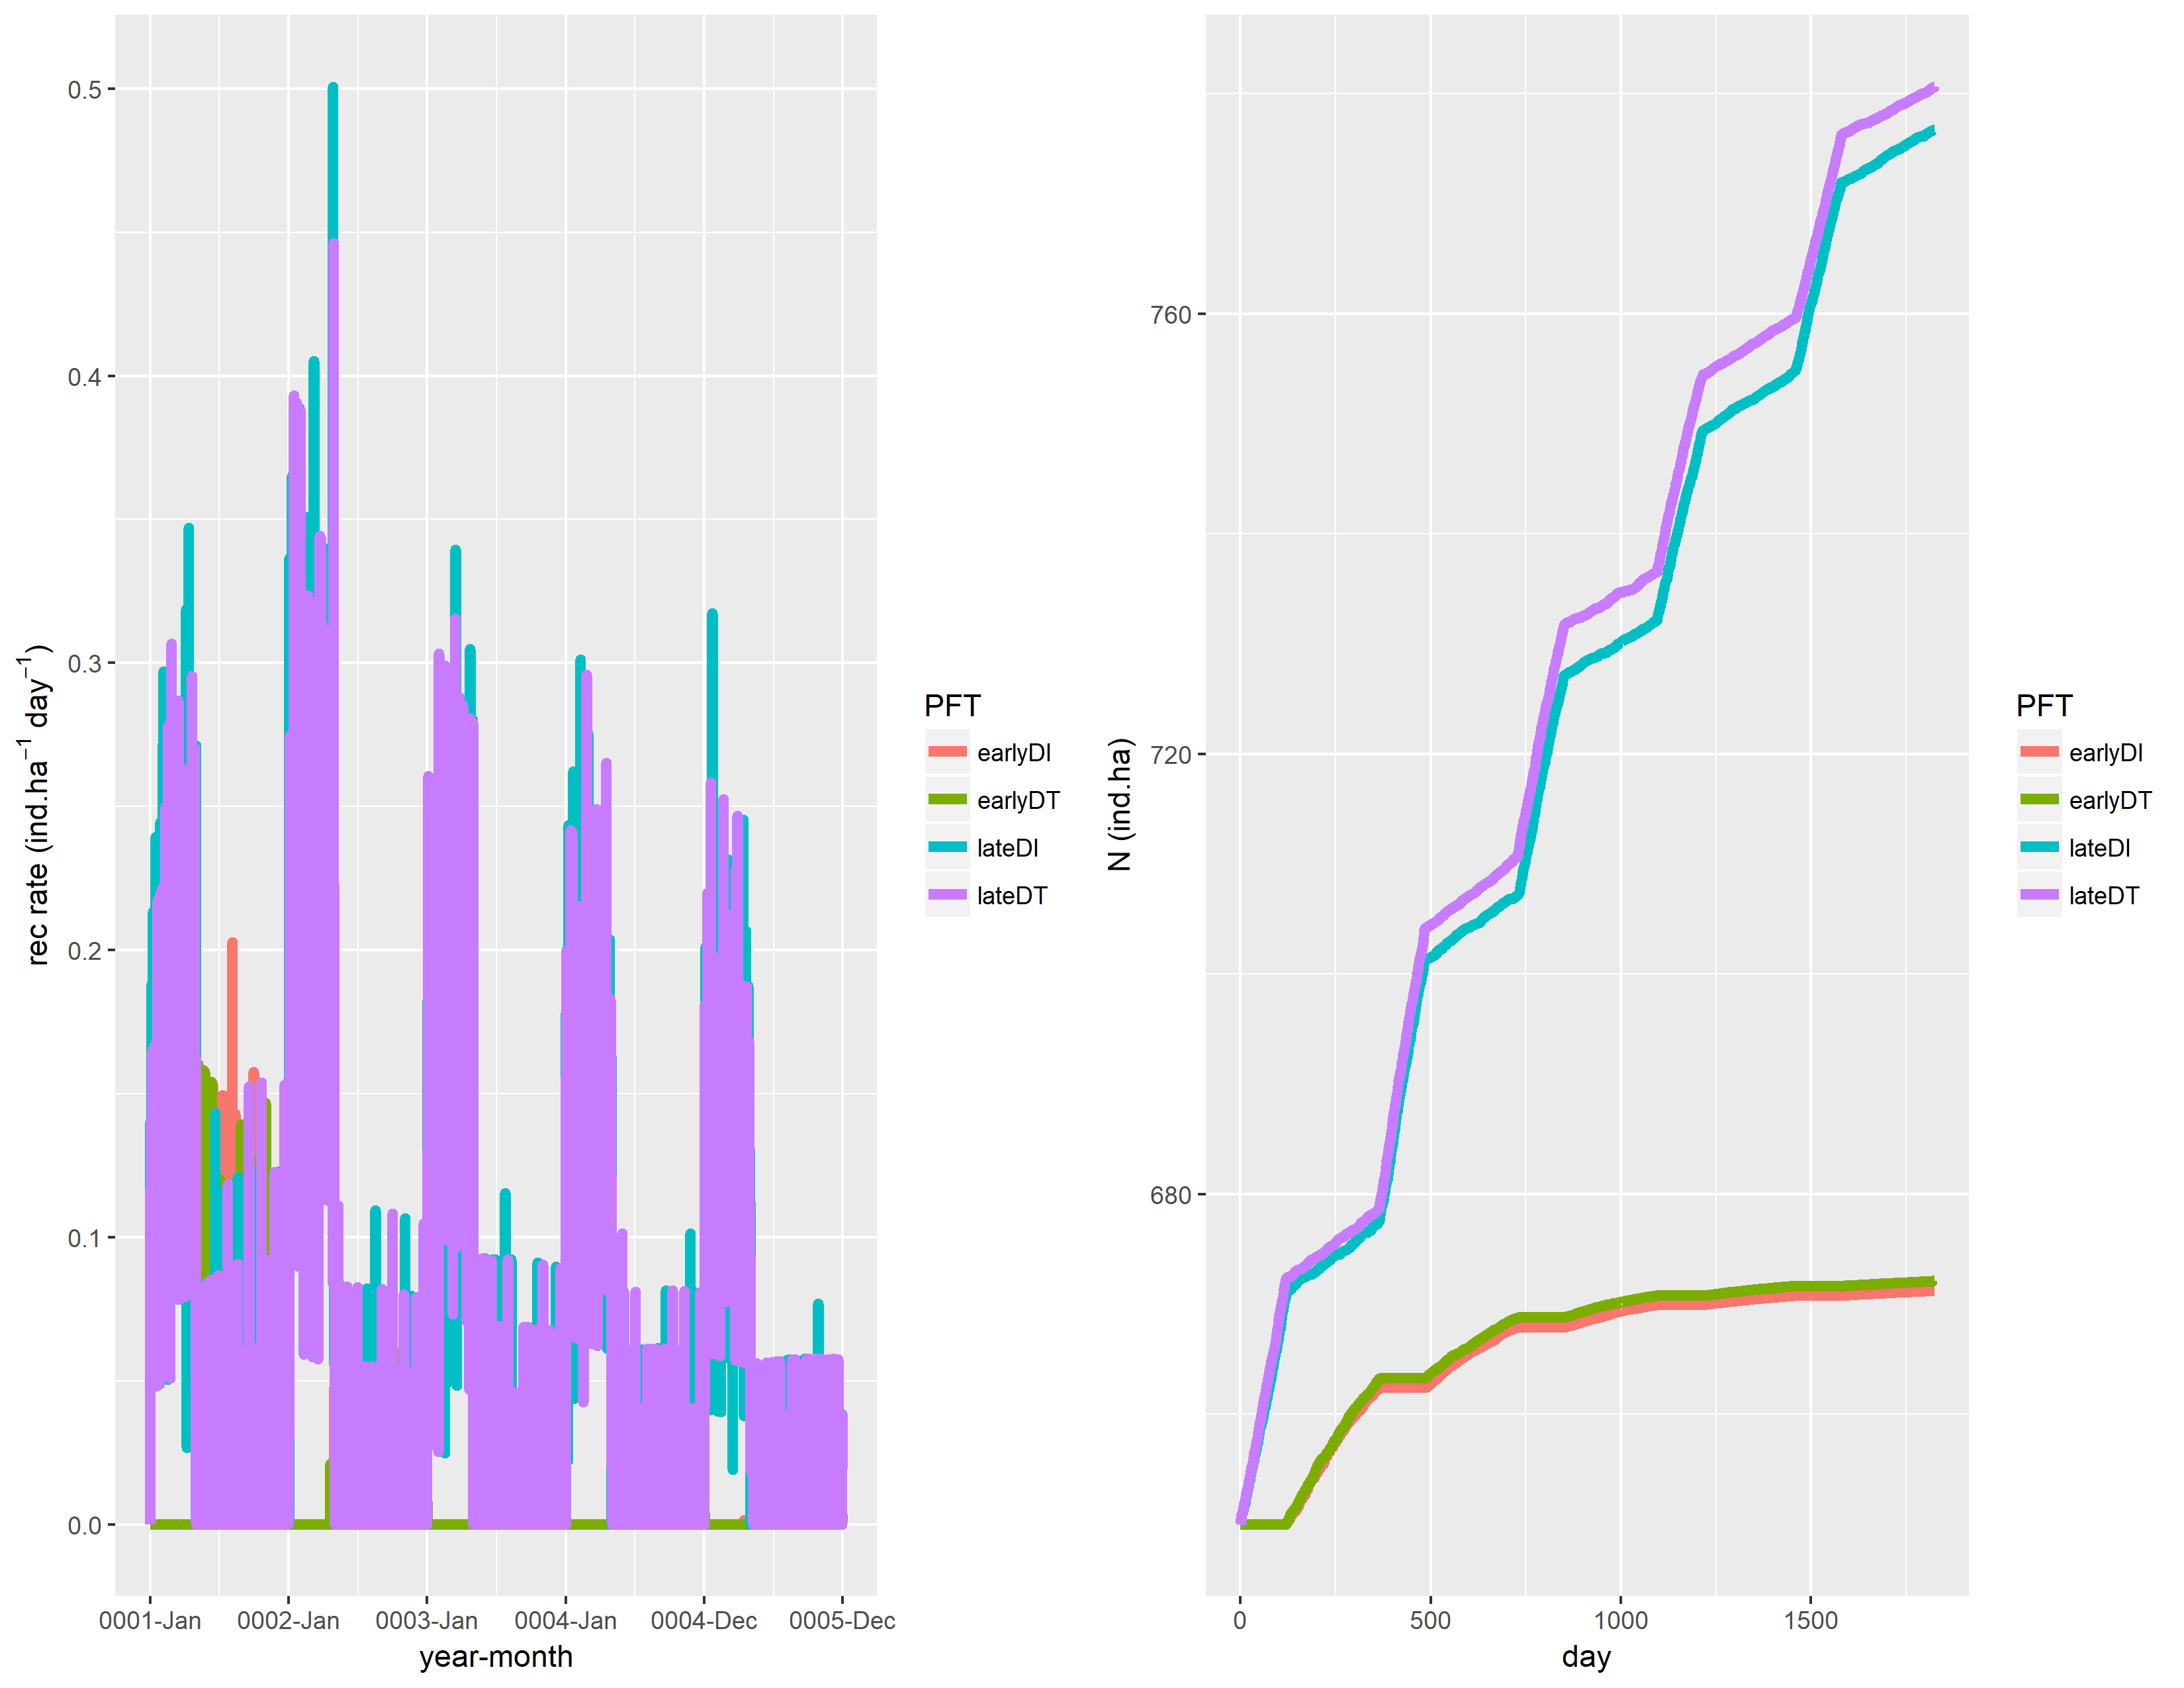 0.5
0.4
0.3
0.2
0.1
0.0
rec rate (ind.ha⁻¹ day⁻¹)
0001-Jan 0002-Jan 0003-Jan 0004-Jan 0004-Dec 0005-Dec
year-month
PFT
earlyDI
earlyDT
lateDI
lateDT
760
720
680
N (ind.ha)
0 500 1000 1500
day
PFT
earlyDI
earlyDT
lateDI
lateDT